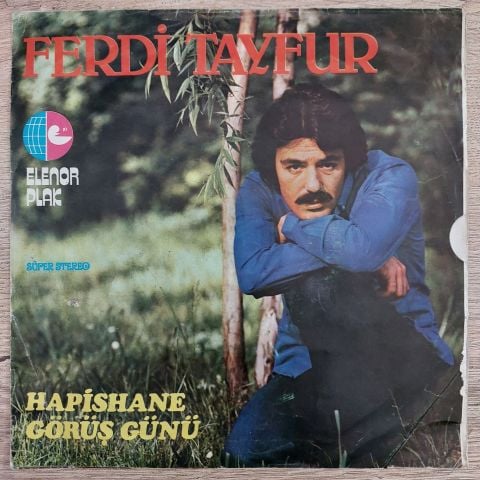 FERDİ TAYFUR
ELENOR
PLAK
SÜPER STEREO
HAPİSHANE
GÖRÜŞ GÜNÜ